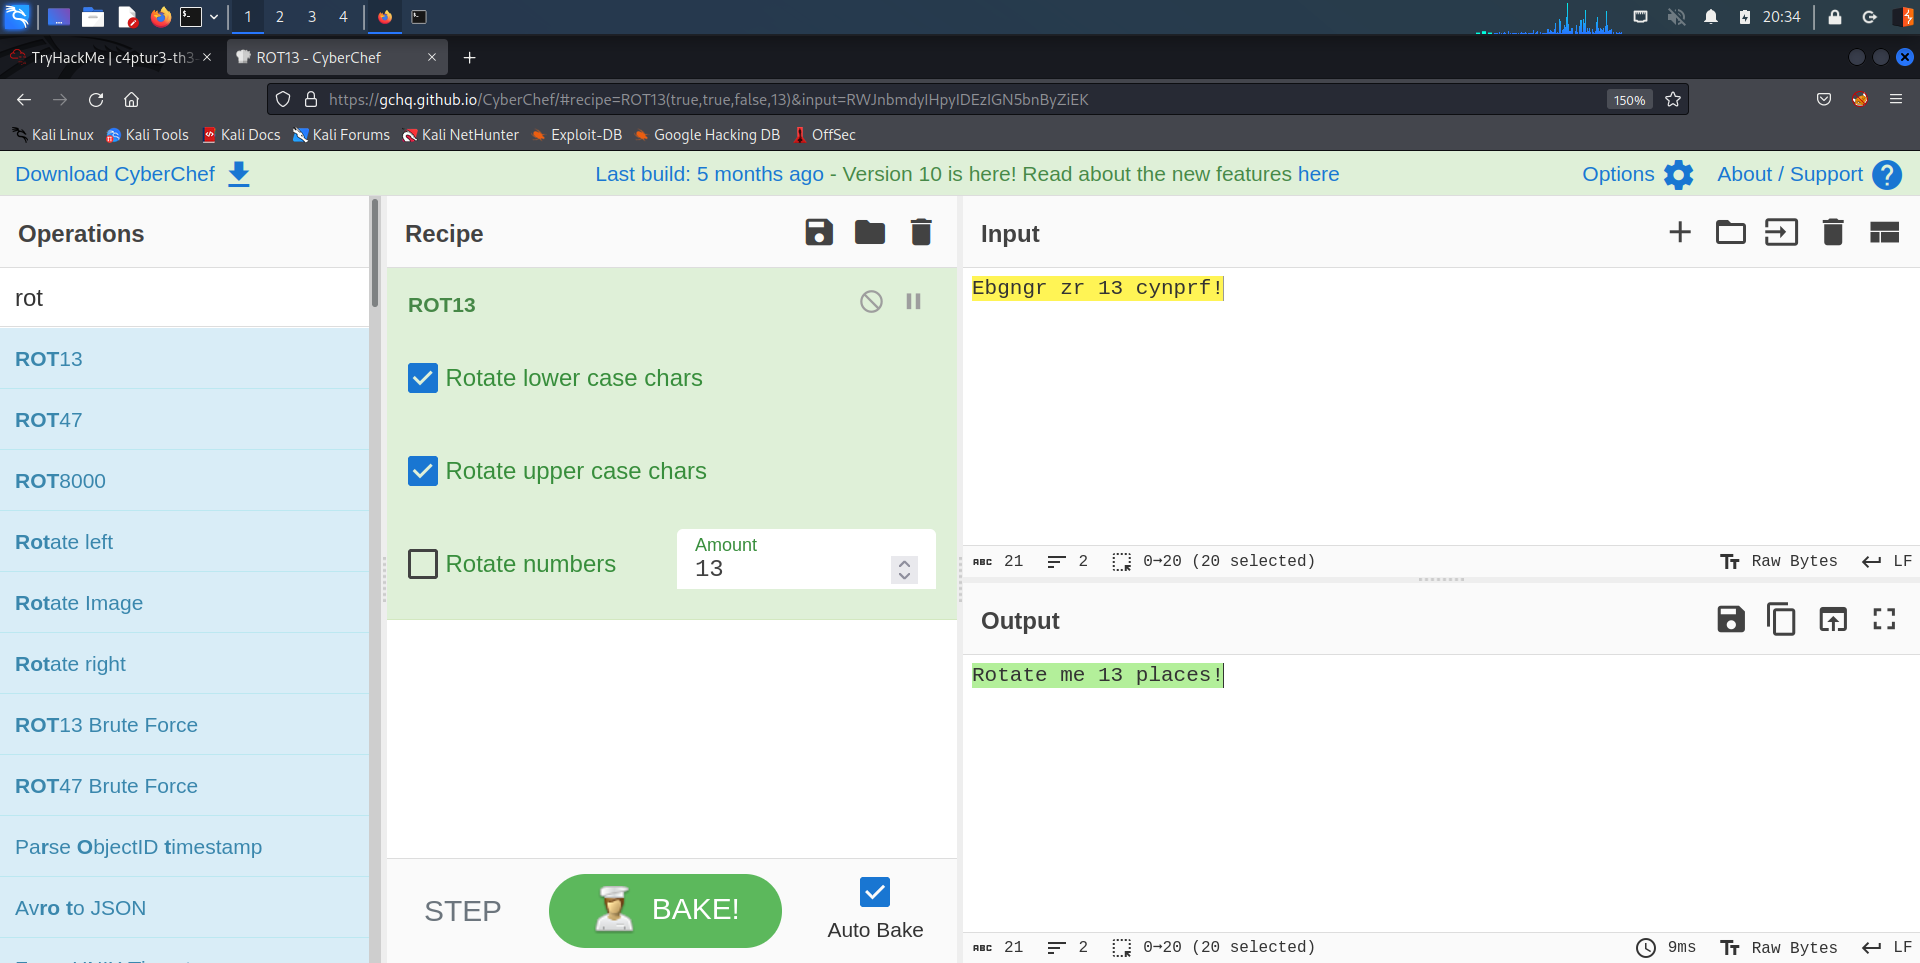 1 2 3 4 20:34
TryHackMe | c4ptur3-th3- ROT13 - CyberChef
https://gchq.github.io/CyberChef/#recipe=ROT13(true,true,false,13)&input=RWJnbmdyIHpyIDEzIGN5bnByZiEK 150%
Kali Linux Kali Tools Kali Docs Kali Forums Kali NetHunter Exploit-DB Google Hacking DB OffSec
Download CyberChef Last build: 5 months ago - Version 10 is here! Read about the new features here Options About / Support
Operations
rot
ROT13
ROT47
ROT8000
Rotate left
Rotate Image
Rotate right
ROT13 Brute Force
ROT47 Brute Force
Parse ObjectID timestamp
Avro to JSON
Recipe
ROT13
Rotate lower case chars
Rotate upper case chars
Rotate numbers
Amount
13
STEP
BAKE!
Auto Bake
Input
Ebgngr zr 13 cynprf!
ABC 21 2 0→20 (20 selected) Raw Bytes LF
Output
Rotate me 13 places!
ABC 21 2 0→20 (20 selected) 9ms Raw Bytes LF